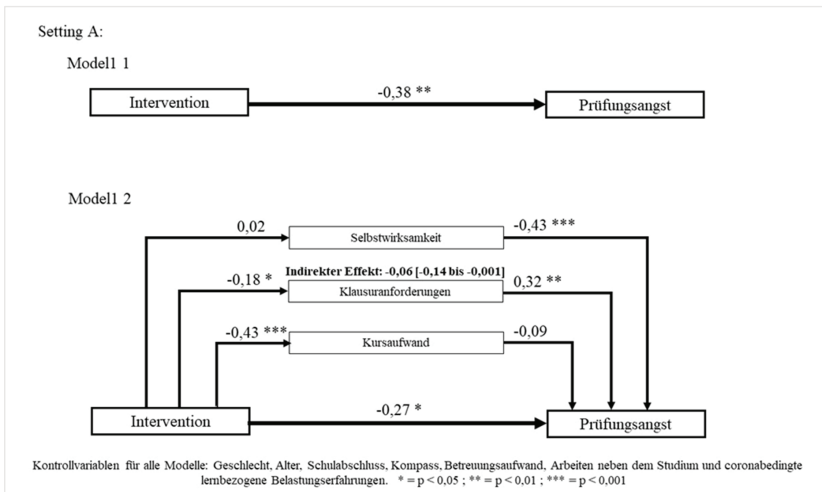 Setting A:
Model1 1
-0,38 **
Intervention
Prüfungsangst
Model1 2
0,02
Selbstwirksamkeit
-0,43 ***
Indirekter Effekt: -0,06 [-0,14 bis -0,001]
-0,18 *
Klausuranforderungen
0,32 **
-0,43 ***
Kursaufwand
-0,09
Intervention
-0,27 *
Prüfungsangst
Kontrollvariablen für alle Modelle: Geschlecht, Alter, Schulabschluss, Kompass, Betreuungsaufwand, Arbeiten neben dem Studium und coronabedingte
lernbezogene Belastungserfahrungen. * = p < 0,05 ; ** = p < 0,01 ; *** = p < 0,001